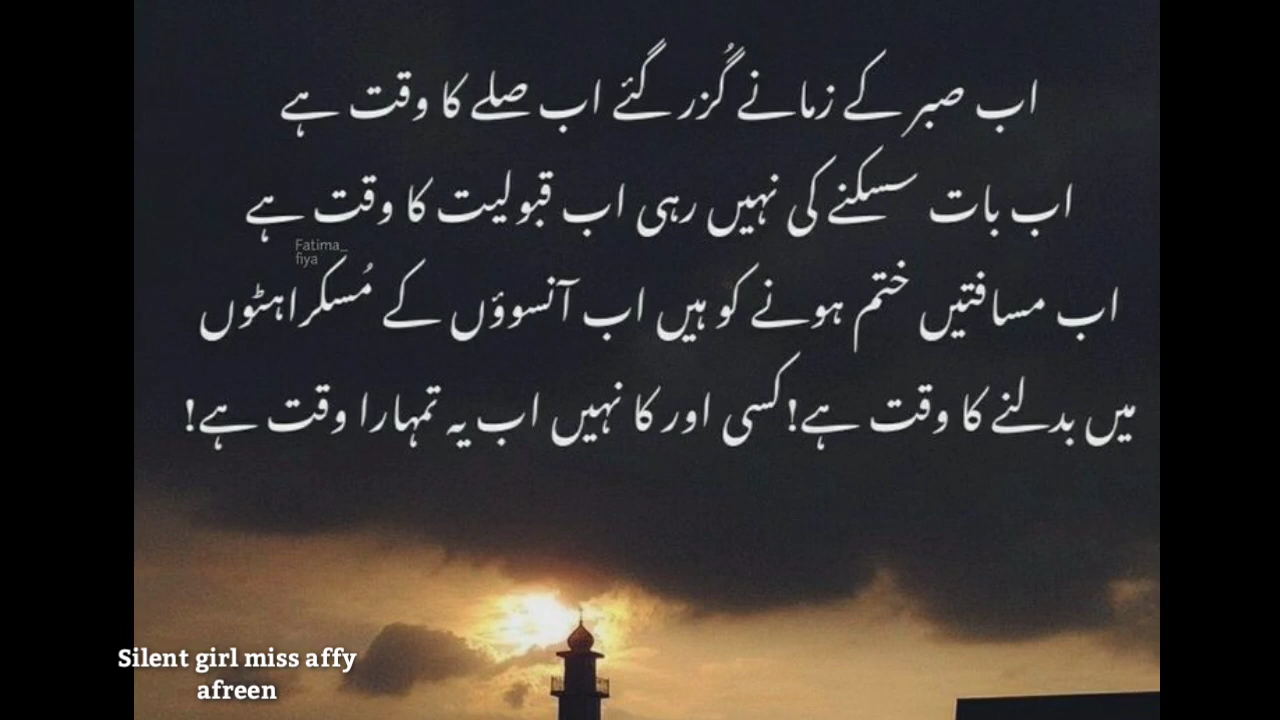 اب صبر کے زمانے گُزر گئے اب صلے کا وقت ہے
اب بات سسکنے کی نہیں رہی اب قبولیت کا وقت ہے
Fatima_
fiya
اب مسافتیں ختم ہونے کو ہیں اب آنسوؤں کے مُسکراہٹوں
میں بدلنے کا وقت ہے! کسی اور کا نہیں اب یہ تمہارا وقت ہے!
Silent girl miss affy
afreen